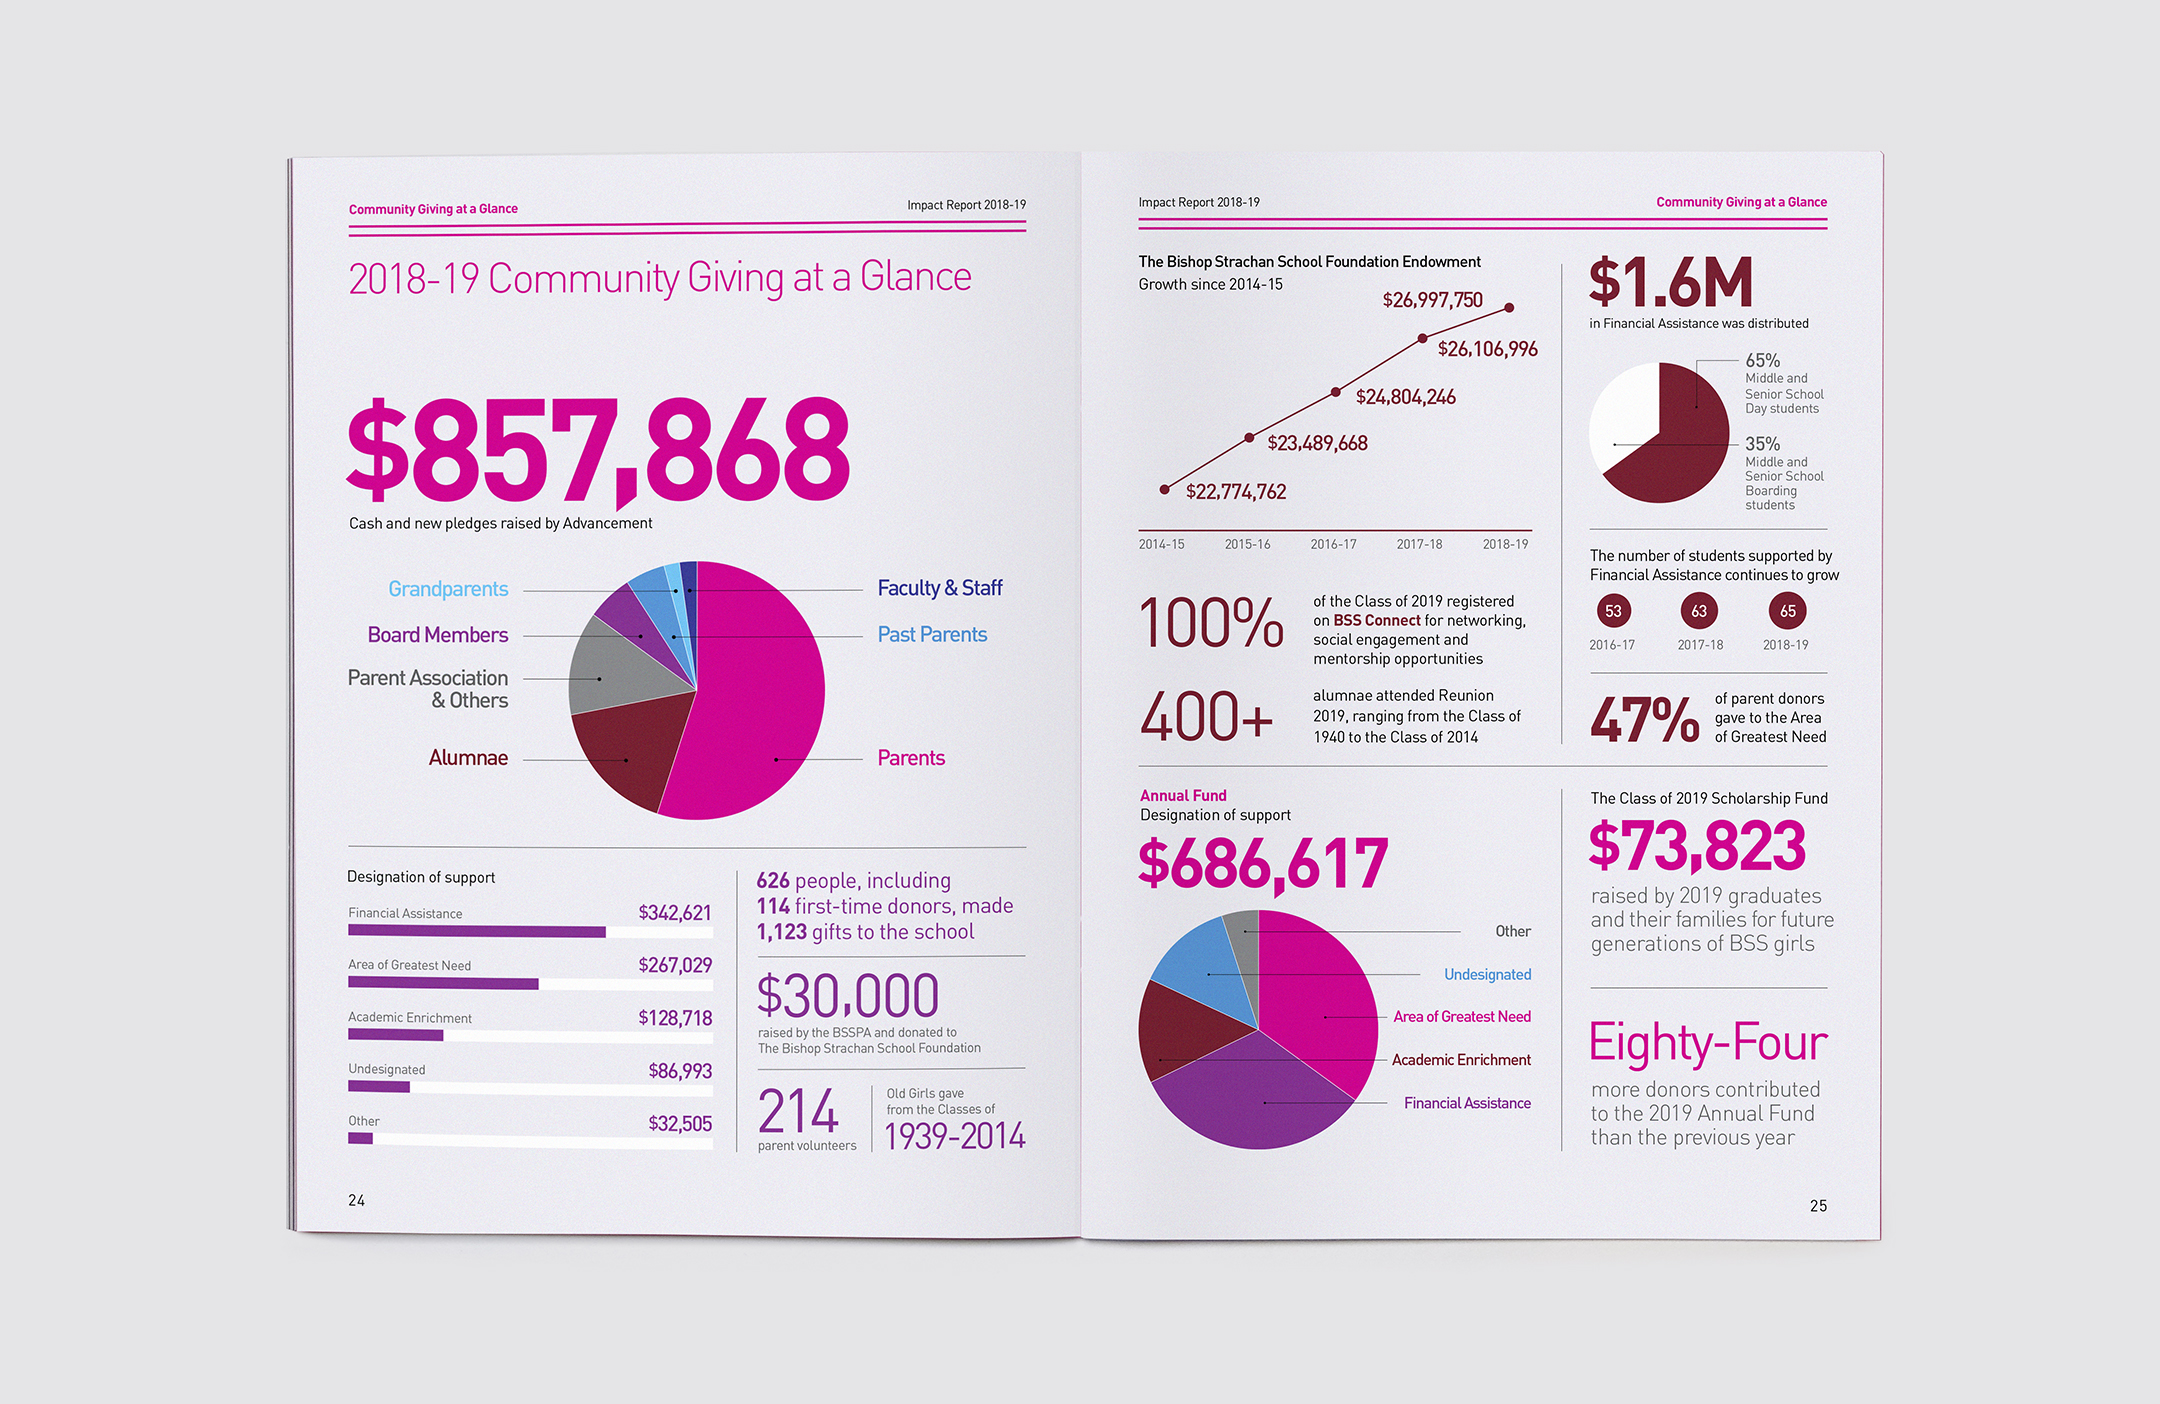 Community Giving at a Glance
Impact Report 2018-19
2018-19 Community Giving at a Glance
$857,868
Cash and new pledges raised by Advancement
Grandparents
Board Members
Parent Association
& Others
Alumnae
Faculty & Staff
Past Parents
Parents
Designation of support
Financial Assistance $342,621
Area of Greatest Need $267,029
Academic Enrichment $128,718
Undesignated $86,993
Other $32,505
626 people, including
114 first-time donors, made
1,123 gifts to the school
$30,000
raised by the BSSPA and donated to
The Bishop Strachan School Foundation
214
parent volunteers
Old Girls gave
from the Classes of
1939-2014
24
Impact Report 2018-19
Community Giving at a Glance
The Bishop Strachan School Foundation Endowment
Growth since 2014-15
$26,997,750
$26,106,996
$24,804,246
$23,489,668
$22,774,762
2014-15 2015-16 2016-17 2017-18 2018-19
100%
of the Class of 2019 registered
on BSS Connect for networking,
social engagement and
mentorship opportunities
400+
alumnae attended Reunion
2019, ranging from the Class of
1940 to the Class of 2014
$1.6M
in Financial Assistance was distributed
65%
Middle and
Senior School
Day students
35%
Middle and
Senior School
Boarding
students
The number of students supported by
Financial Assistance continues to grow
53 63 65
2016-17 2017-18 2018-19
47%
of parent donors
gave to the Area
of Greatest Need
Annual Fund
Designation of support
$686,617
Other
Undesignated
Area of Greatest Need
Academic Enrichment
Financial Assistance
The Class of 2019 Scholarship Fund
$73,823
raised by 2019 graduates
and their families for future
generations of BSS girls
Eighty-Four
more donors contributed
to the 2019 Annual Fund
than the previous year
25